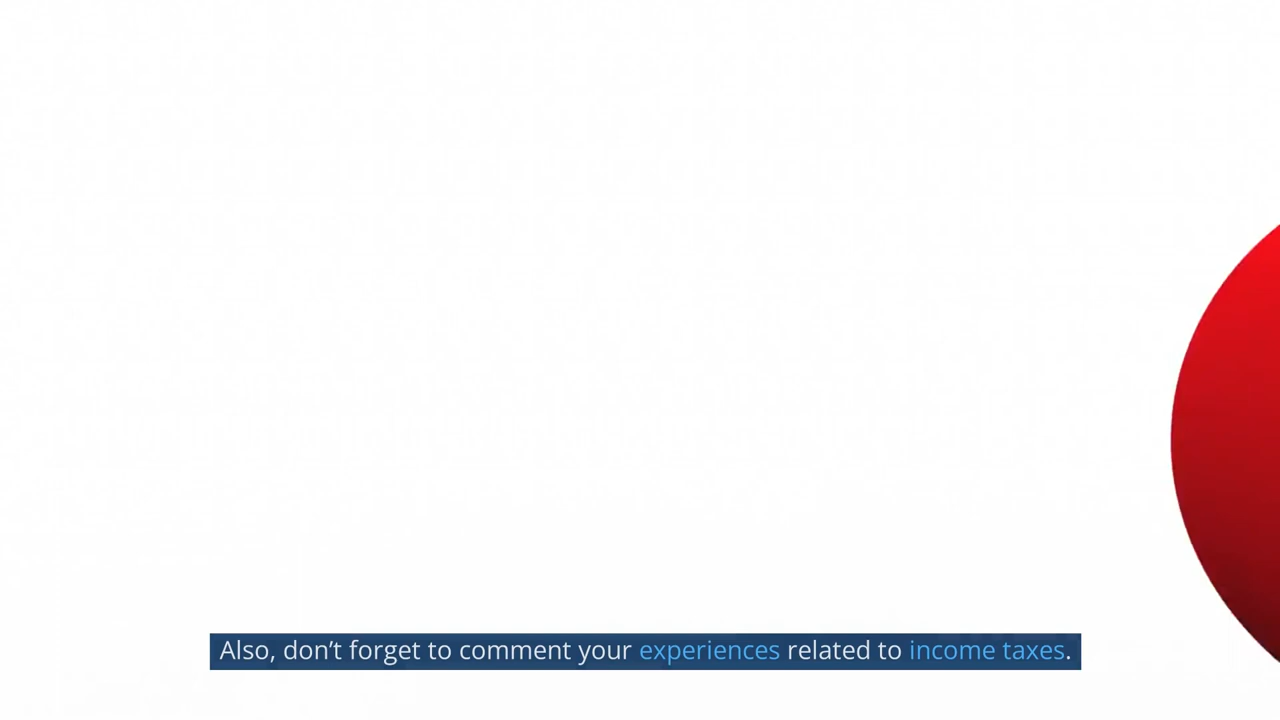 Also, don’t forget to comment your experiences related to income taxes.